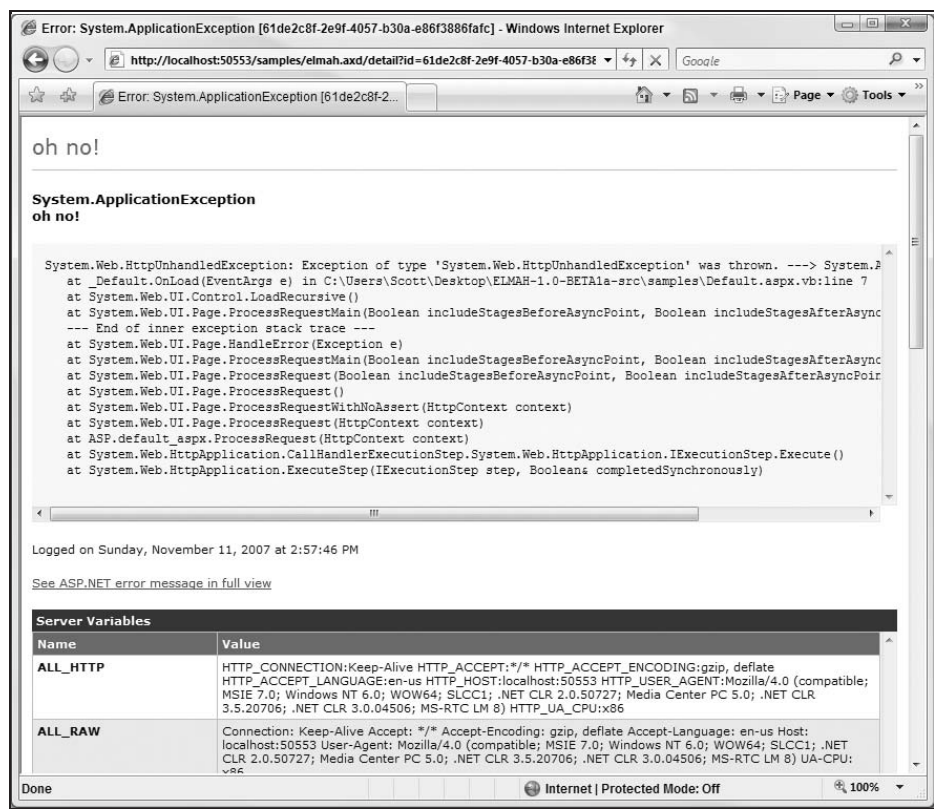 Error: System.ApplicationException [61de2c8f-2e9f-4057-b30a-e86f3886fafc] - Windows Internet Explorer
http://localhost:50553/samples/elmah.axd/detail?id=61de2c8f-2e9f-4057-b30a-e86f38
Google
Error: System.ApplicationException [61de2c8f-2...
Page
Tools
oh no!
System.ApplicationException
oh no!
System.Web.HttpUnhandledException: Exception of type 'System.Web.HttpUnhandledException' was thrown. ---> System.A
at _Default.OnLoad(EventArgs e) in C:\Users\Scott\Desktop\ELMAH-1.0-BETA1a-src\samples\Default.aspx.vb:line 7
at System.Web.UI.Control.LoadRecursive()
at System.Web.UI.Page.ProcessRequestMain(Boolean includeStagesBeforeAsyncPoint, Boolean includeStagesAfterAsync
--- End of inner exception stack trace ---
at System.Web.UI.Page.HandleError(Exception e)
at System.Web.UI.Page.ProcessRequestMain(Boolean includeStagesBeforeAsyncPoint, Boolean includeStagesAfterAsync
at System.Web.UI.Page.ProcessRequest(Boolean includeStagesBeforeAsyncPoint, Boolean includeStagesAfterAsyncPoin
at System.Web.UI.Page.ProcessRequest()
at System.Web.UI.Page.ProcessRequestWithNoAssert(HttpContext context)
at System.Web.UI.Page.ProcessRequest(HttpContext context)
at ASP.default_aspx.ProcessRequest(HttpContext context)
at System.Web.HttpApplication.CallHandlerExecutionStep.System.Web.HttpApplication.IExecutionStep.Execute()
at System.Web.HttpApplication.ExecuteStep(IExecutionStep step, Boolean& completedSynchronously)
Logged on Sunday, November 11, 2007 at 2:57:46 PM
See ASP.NET error message in full view
Server Variables
Name Value
ALL_HTTP HTTP_CONNECTION:Keep-Alive HTTP_ACCEPT:*/* HTTP_ACCEPT_ENCODING:gzip, deflate
HTTP_ACCEPT_LANGUAGE:en-us HTTP_HOST:localhost:50553 HTTP_USER_AGENT:Mozilla/4.0 (compatible;
MSIE 7.0; Windows NT 6.0; WOW64; SLCC1; .NET CLR 2.0.50727; Media Center PC 5.0; .NET CLR
3.5.20706; .NET CLR 3.0.04506; MS-RTC LM 8) HTTP_UA_CPU:x86
ALL_RAW Connection: Keep-Alive Accept: */* Accept-Encoding: gzip, deflate Accept-Language: en-us Host:
localhost:50553 User-Agent: Mozilla/4.0 (compatible; MSIE 7.0; Windows NT 6.0; WOW64; SLCC1; .NET
CLR 2.0.50727; Media Center PC 5.0; .NET CLR 3.5.20706; .NET CLR 3.0.04506; MS-RTC LM 8) UA-CPU:
x86
Done
Internet | Protected Mode: Off
100%